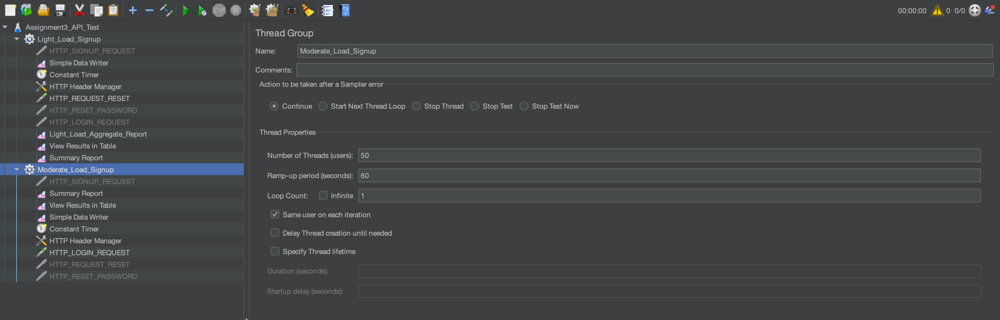 00:00:00 0 0/0
Assignment3_API_Test
Light_Load_Signup
HTTP_SIGNUP_REQUEST
Simple Data Writer
Constant Timer
HTTP Header Manager
HTTP_REQUEST_RESET
HTTP_RESET_PASSWORD
HTTP_LOGIN_REQUEST
Light_Load_Aggregate_Report
View Results in Table
Summary Report
Moderate_Load_Signup
HTTP_SIGNUP_REQUEST
Summary Report
View Results in Table
Simple Data Writer
Constant Timer
HTTP Header Manager
HTTP_LOGIN_REQUEST
HTTP_REQUEST_RESET
HTTP_RESET_PASSWORD
Thread Group
Name: Moderate_Load_Signup
Comments:
Action to be taken after a Sampler error
Continue Start Next Thread Loop Stop Thread Stop Test Stop Test Now
Thread Properties
Number of Threads (users): 50
Ramp-up period (seconds): 60
Loop Count: Infinite 1
Same user on each iteration
Delay Thread creation until needed
Specify Thread lifetime
Duration (seconds):
Startup delay (seconds):